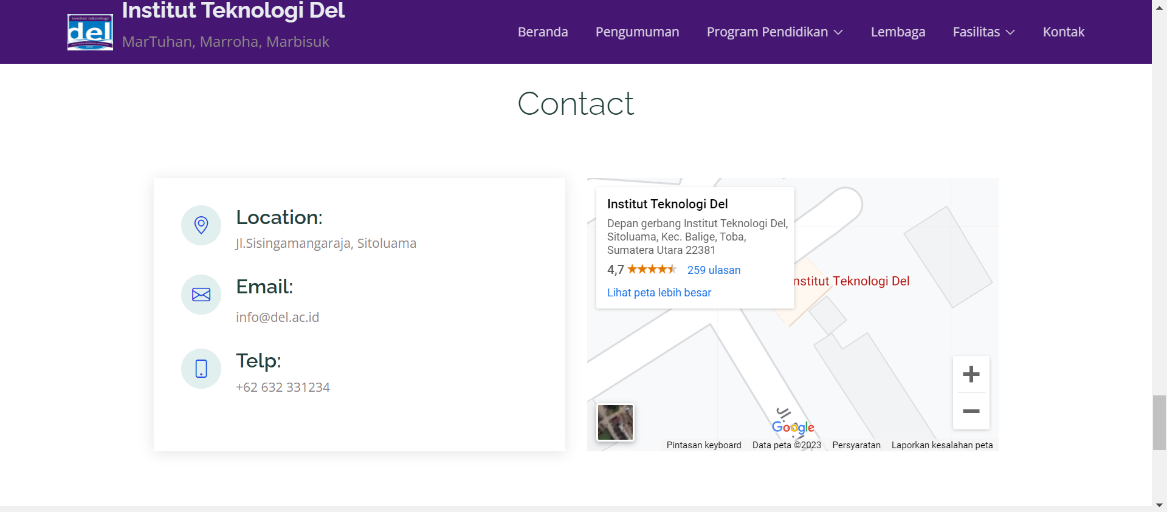 Institut Teknologi Del
MarTuhan, Marroha, Marbisuk
del
Beranda Pengumuman Program Pendidikan Lembaga Fasilitas Kontak
Contact
Location:
Jl.Sisingamangaraja, Sitoluama
Email:
info@del.ac.id
Telp:
+62 632 331234
Institut Teknologi Del
Depan gerbang Institut Teknologi Del,
Sitoluama, Kec. Balige, Toba,
Sumatera Utara 22381
4,7 259 ulasan
Lihat peta lebih besar
nstitut Teknologi Del
Jl.
Google
Pintasan keyboard Data peta ©2023 Persyaratan Laporkan kesalahan peta